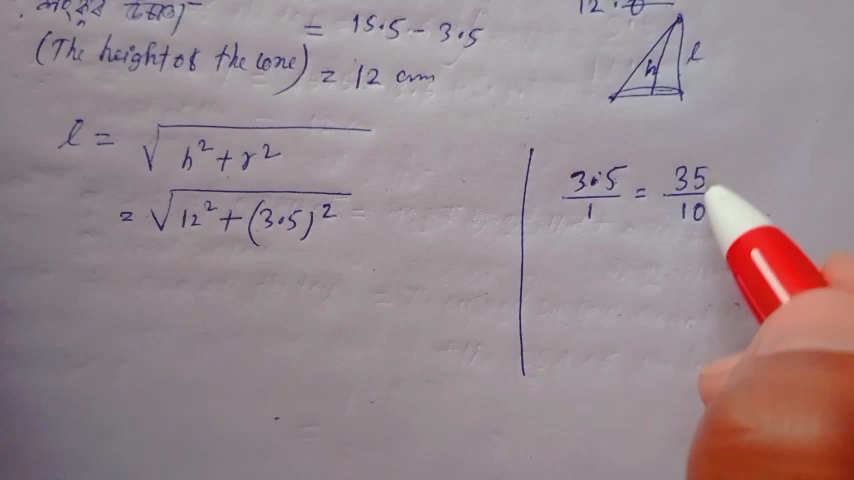 = 15.5 - 3.5
(The height of the cone) = 12 cm
h l
l = √h²+r²
= √12²+(3.5)²
3.5/1 = 35/10